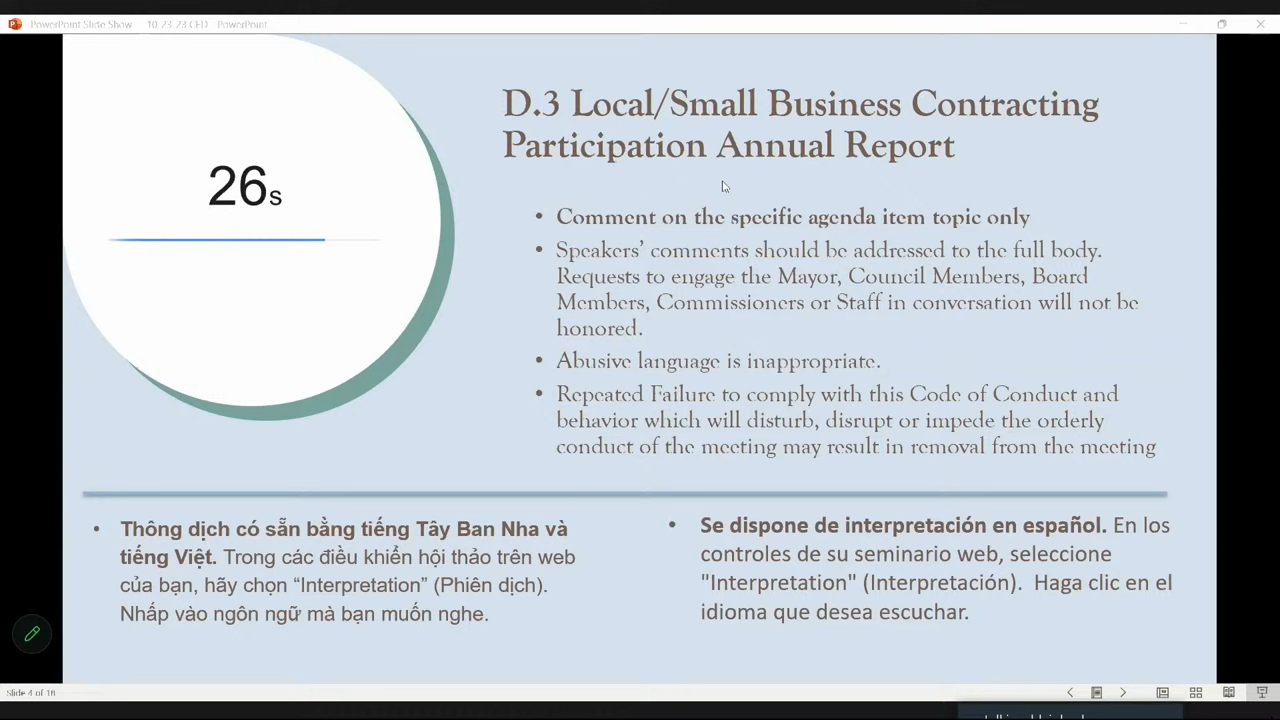 PowerPoint Slide Show - 10-23-23 CED - PowerPoint
26s
D.3 Local/Small Business Contracting
Participation Annual Report
• Comment on the specific agenda item topic only
• Speakers’ comments should be addressed to the full body.
Requests to engage the Mayor, Council Members, Board
Members, Commissioners or Staff in conversation will not be
honored.
• Abusive language is inappropriate.
• Repeated Failure to comply with this Code of Conduct and
behavior which will disturb, disrupt or impede the orderly
conduct of the meeting may result in removal from the meeting
• Thông dịch có sẵn bằng tiếng Tây Ban Nha và
tiếng Việt. Trong các điều khiển hội thảo trên web
của bạn, hãy chọn “Interpretation” (Phiên dịch).
Nhấp vào ngôn ngữ mà bạn muốn nghe.
• Se dispone de interpretación en español. En los
controles de su seminario web, seleccione
"Interpretation" (Interpretación). Haga clic en el
idioma que desea escuchar.
Slide 4 of 18